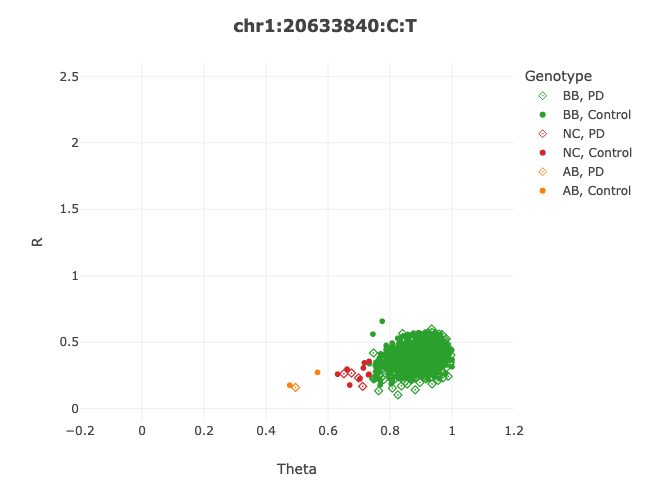 chr1:20633840:C:T
Genotype
BB, PD
BB, Control
NC, PD
NC, Control
AB, PD
AB, Control
2.5
2
1.5
1
0.5
0
R
−0.2
0
0.2
0.4
0.6
0.8
1
1.2
Theta